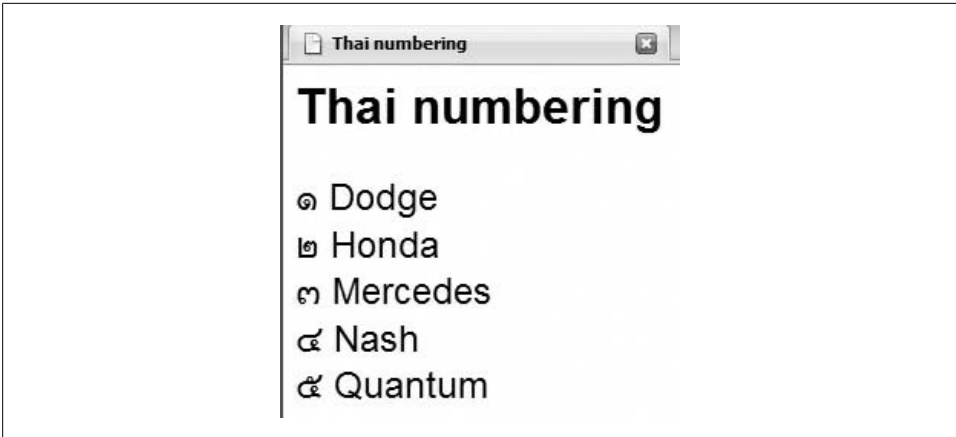 Thai numbering
Thai numbering
๑ Dodge
๒ Honda
๓ Mercedes
๔ Nash
๕ Quantum